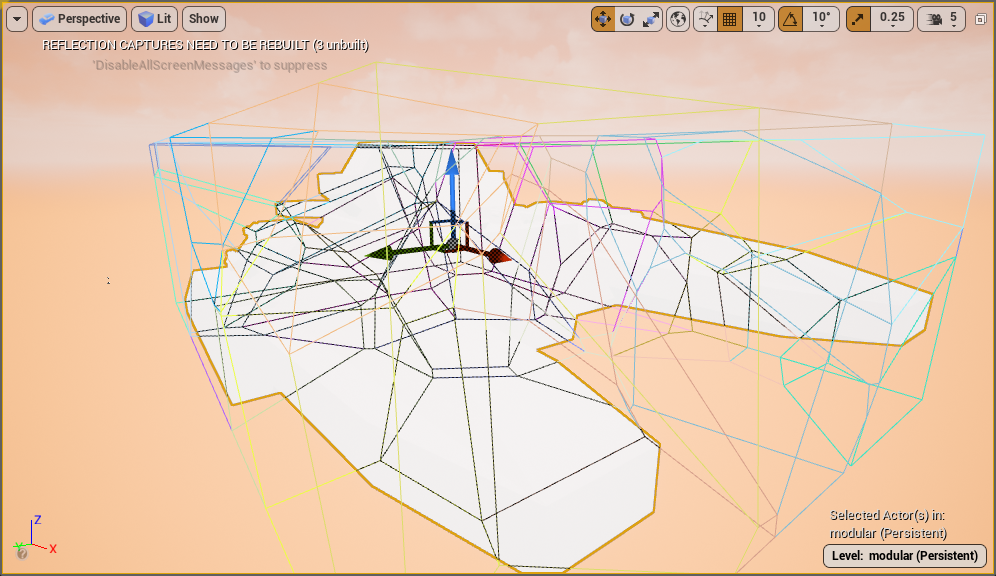 Perspective Lit Show 10 10° 0.25 5
REFLECTION CAPTURES NEED TO BE REBUILT (3 unbuilt)
'DisableAllScreenMessages' to suppress
Z
X
Y
?
Selected Actor(s) in:
modular (Persistent)
Level: modular (Persistent)